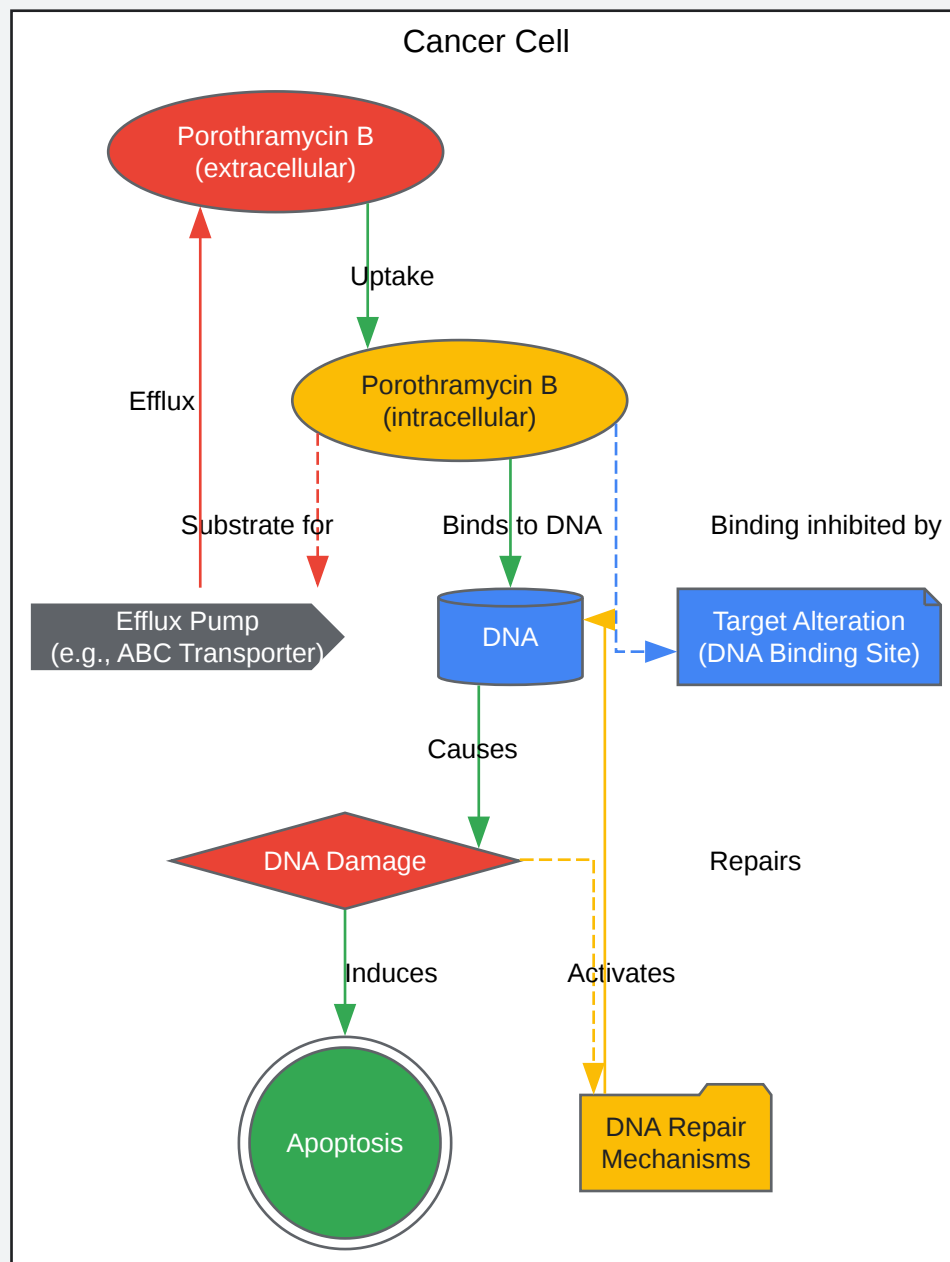 Cancer Cell
Porothramycin B
(extracellular)
Uptake
Porothramycin B
(intracellular)
Efflux
Substrate for
Binds to DNA
Binding inhibited by
Efflux Pump
(e.g., ABC Transporter)
DNA
Target Alteration
(DNA Binding Site)
Causes
DNA Damage
Repairs
Induces
Activates
Apoptosis
DNA Repair
Mechanisms